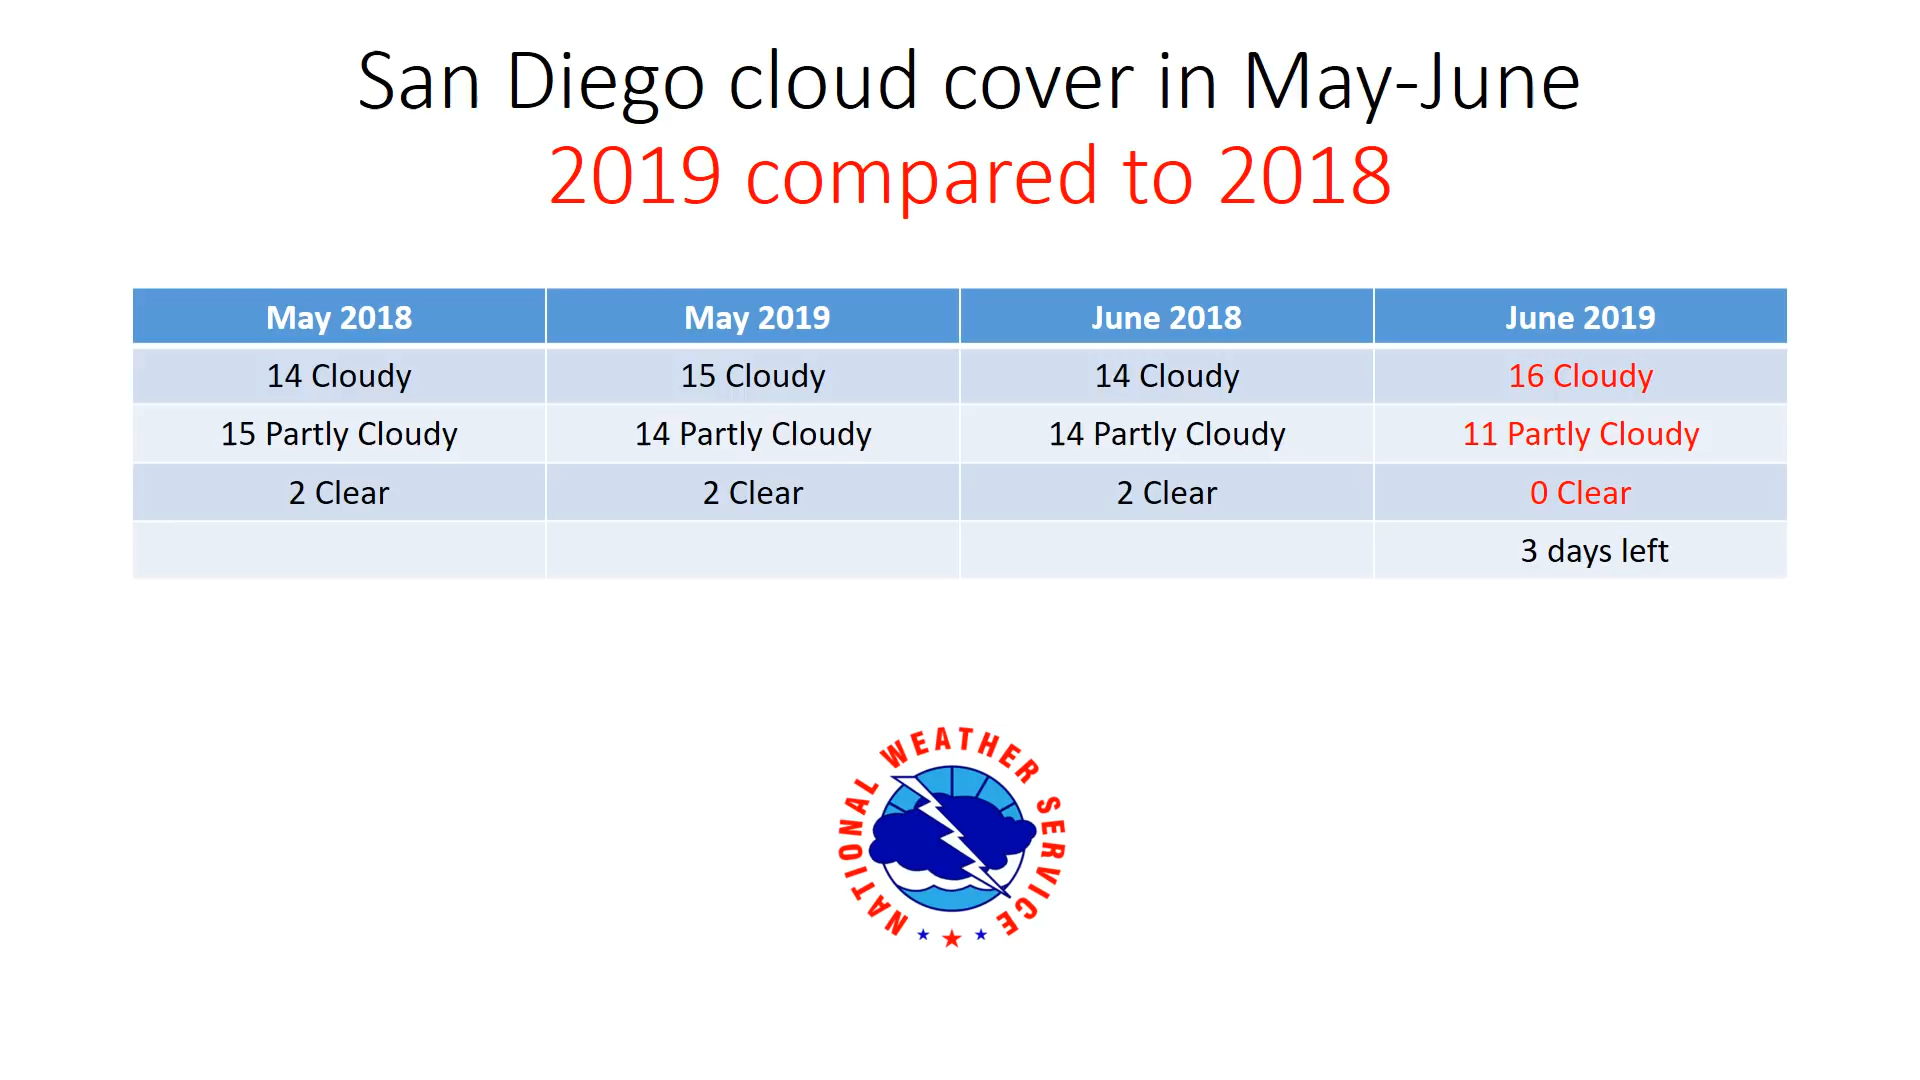 San Diego cloud cover in May-June
2019 compared to 2018
May 2018 May 2019 June 2018 June 2019
14 Cloudy 15 Cloudy 14 Cloudy 16 Cloudy
15 Partly Cloudy 14 Partly Cloudy 14 Partly Cloudy 11 Partly Cloudy
2 Clear 2 Clear 2 Clear 0 Clear
3 days left
NATIONAL WEATHER SERVICE